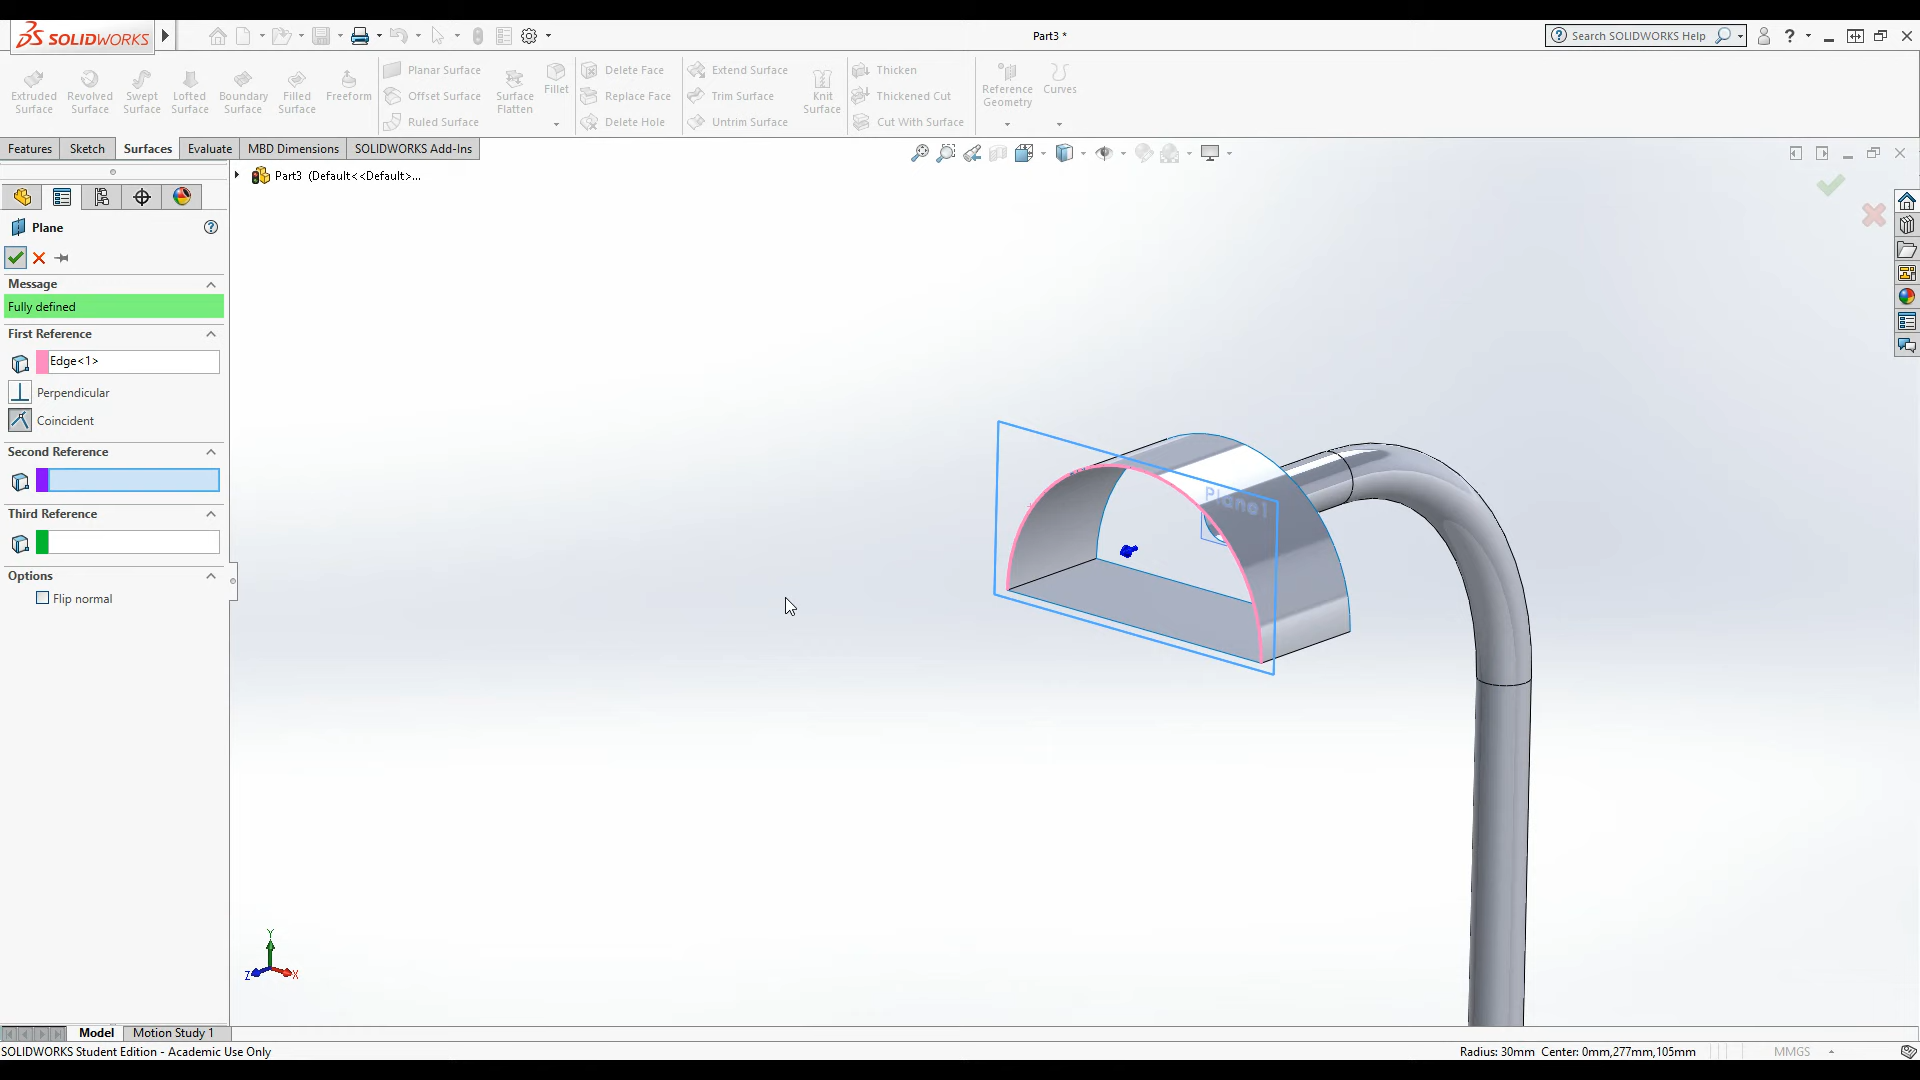 SOLIDWORKS
Part3 *
Search SOLIDWORKS Help
Extruded Surface
Revolved Surface
Swept Surface
Lofted Surface
Boundary Surface
Filled Surface
Freeform
Planar Surface
Offset Surface
Ruled Surface
Surface Flatten
Fillet
Delete Face
Replace Face
Delete Hole
Extend Surface
Trim Surface
Untrim Surface
Knit Surface
Thicken
Thickened Cut
Cut With Surface
Reference Geometry
Curves
Features
Sketch
Surfaces
Evaluate
MBD Dimensions
SOLIDWORKS Add-Ins
Part3 (Default<<Default>...
Plane
Message
Fully defined
First Reference
Edge<1>
Perpendicular
Coincident
Second Reference
Third Reference
Options
Flip normal
Plane1
Y
Z
X
Model
Motion Study 1
SOLIDWORKS Student Edition - Academic Use Only
Radius: 30mm Center: 0mm,277mm,105mm
MMGS